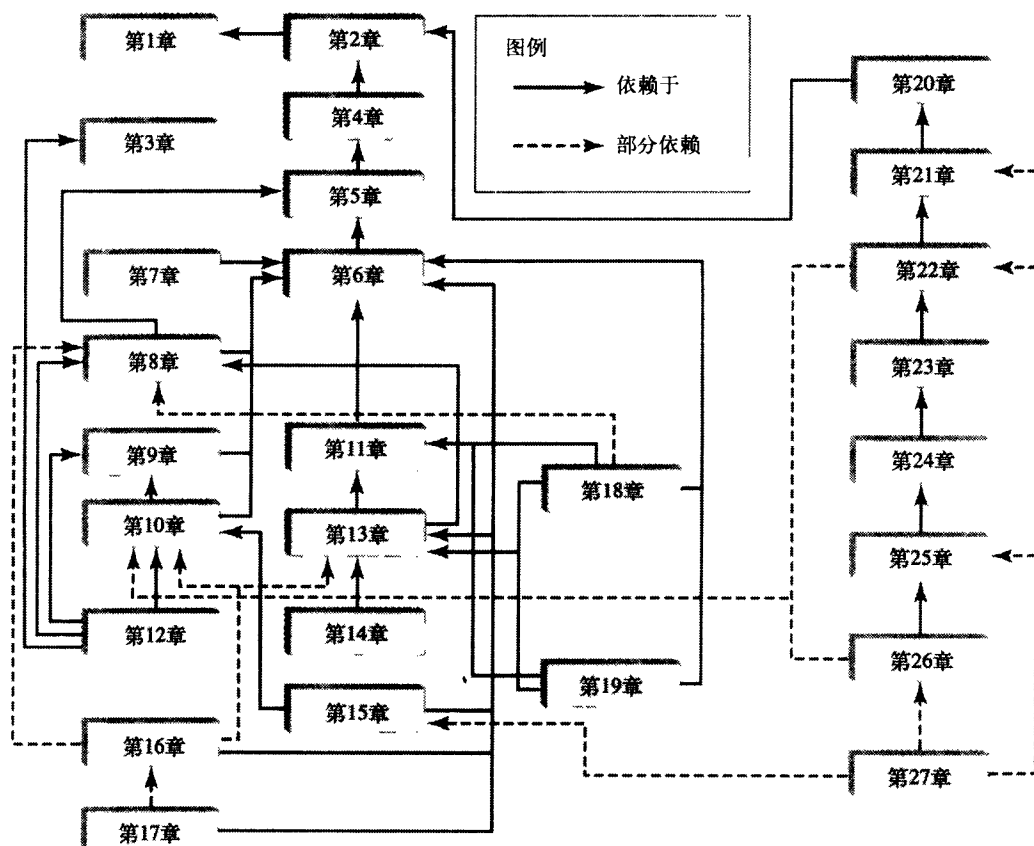 第1章
第2章
图例
依赖于
部分依赖
第20章
第3章
第4章
第21章
第5章
第7章
第6章
第22章
第8章
第23章
第9章
第11章
第24章
第18章
第10章
第13章
第25章
第12章
第14章
第26章
第19章
第15章
第16章
第27章
第17章